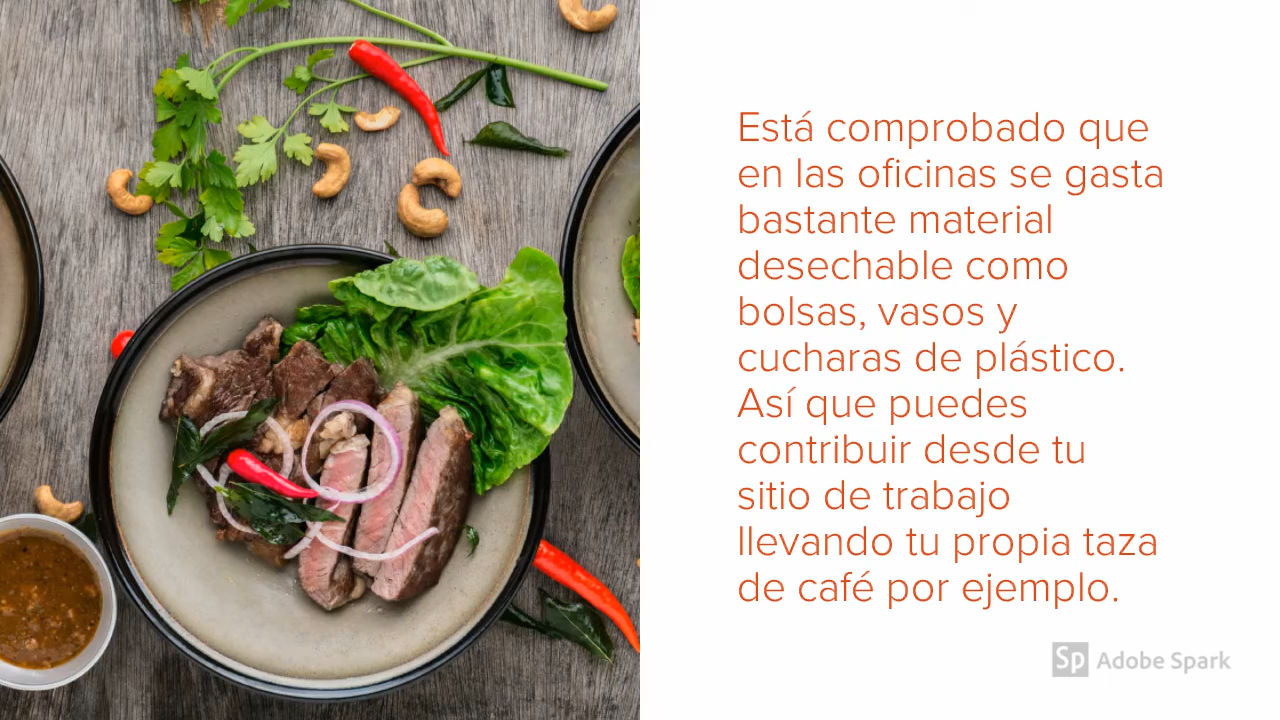 Está comprobado que
en las oficinas se gasta
bastante material
desechable como
bolsas, vasos y
cucharas de plástico.
Así que puedes
contribuir desde tu
sitio de trabajo
llevando tu propia taza
de café por ejemplo.
Sp Adobe Spark